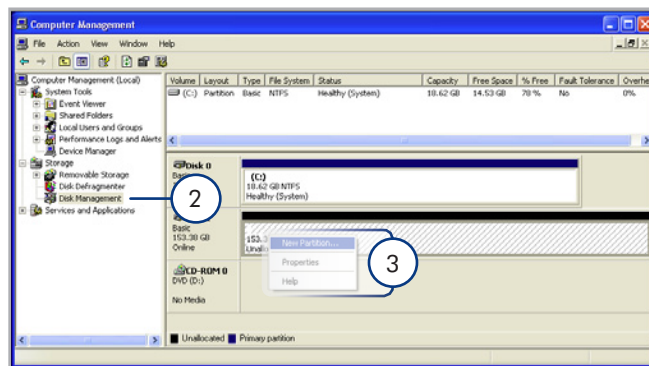 Computer Management
File Action View Window Help
Computer Management (Local)
System Tools
Event Viewer
Shared Folders
Local Users and Groups
Performance Logs and Alerts
Device Manager
Storage
Removable Storage
Disk Defragmenter
Disk Management
Services and Applications
Volume Layout Type File System Status Capacity Free Space % Free Fault Tolerance Overhe
(C:) Partition Basic NTFS Healthy (System) 18.62 GB 14.53 GB 78 % No 0%
Disk 0
(C:)
18.62 GB NTFS
Healthy (System)
2
Basic
153.38 GB
Online
153.3
New Partition...
Properties
Help
3
CD-ROM 0
DVD (D:)
No Media
Unallocated Primary partition